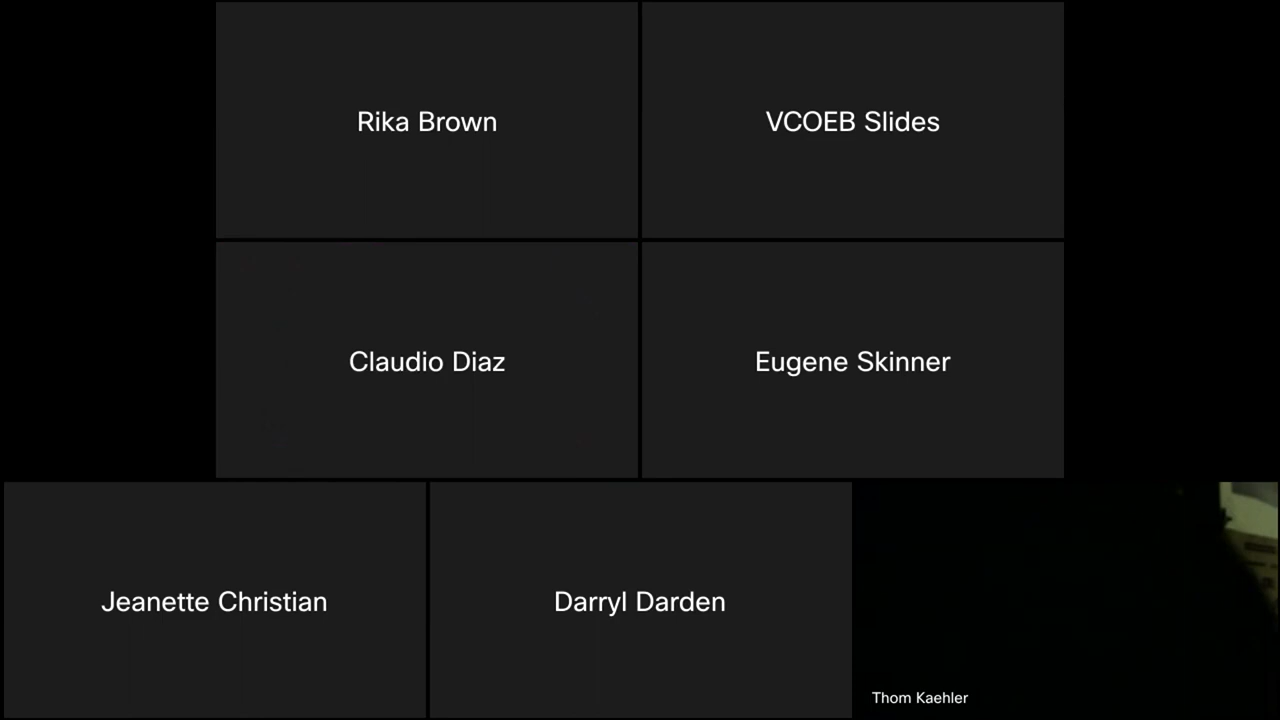 Rika Brown
VCOEB Slides
Claudio Diaz
Eugene Skinner
Jeanette Christian
Darryl Darden
Thom Kaehler